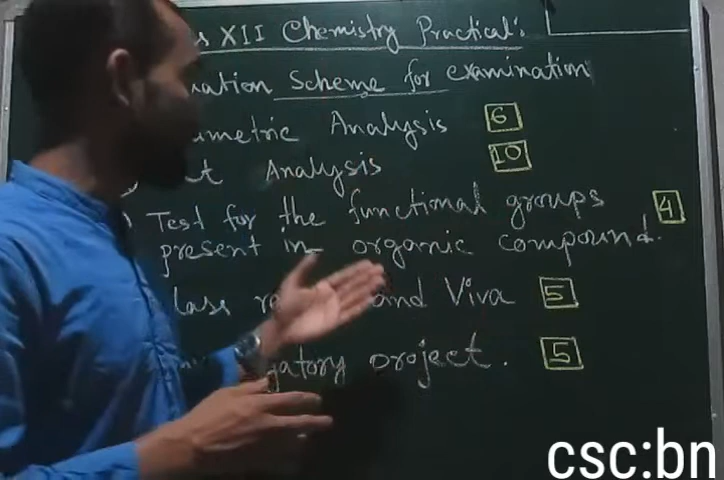 XII Chemistry Practical:
Scheme for examination
Analysis 6
Analysis 10
Test for the functional groups 4
present in organic compound.
and Viva 5
project. 5
csc:bn